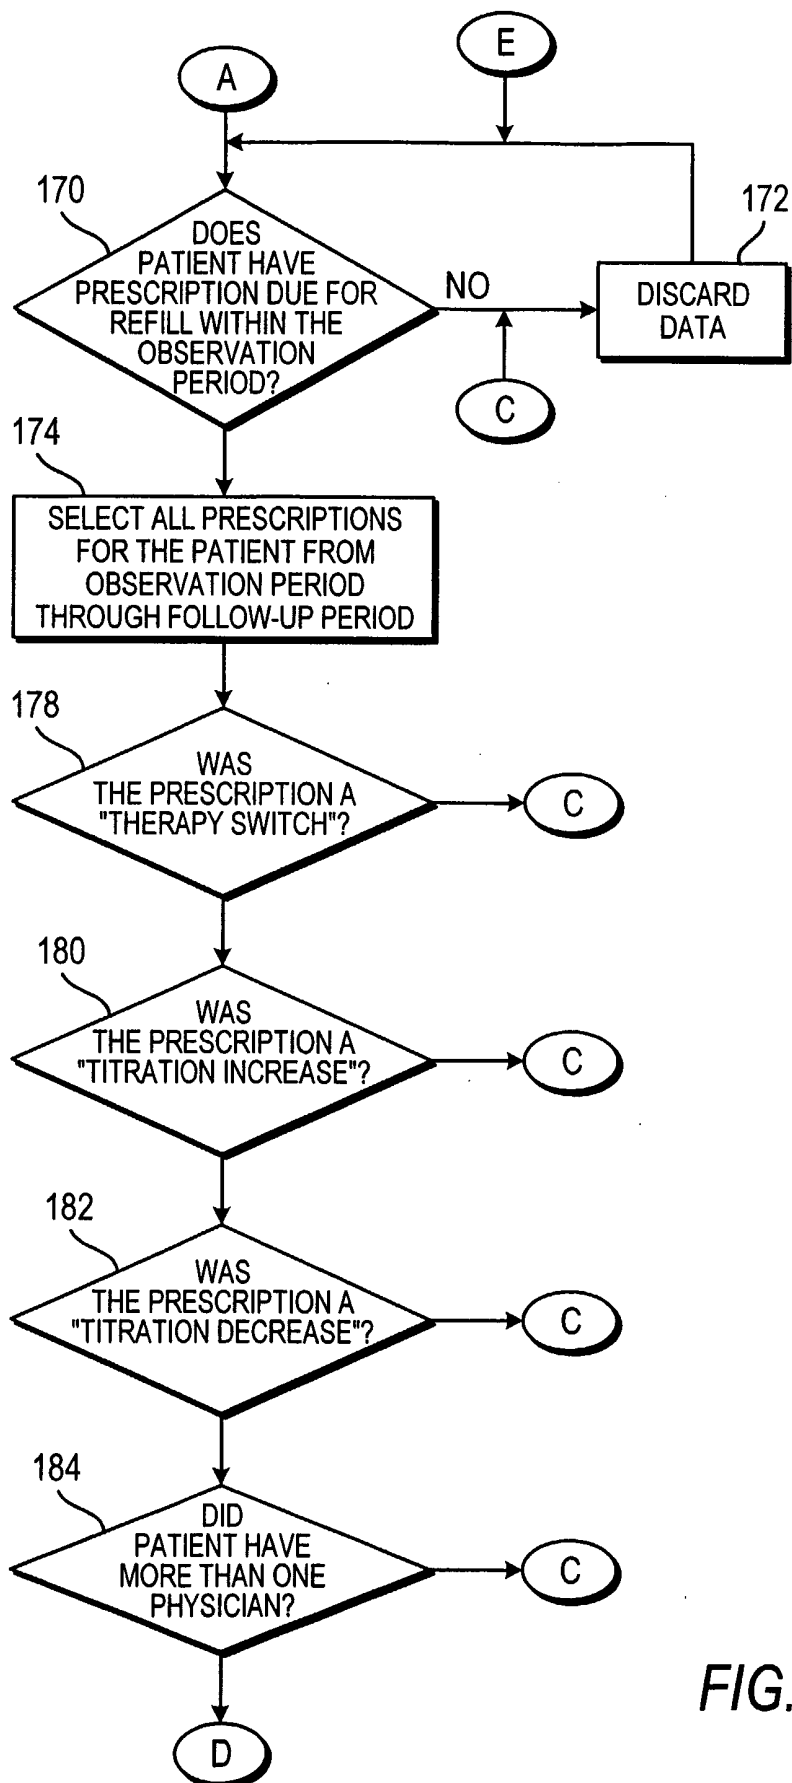 A
E
170
DOES
PATIENT HAVE
PRESCRIPTION DUE FOR
REFILL WITHIN THE
OBSERVATION
PERIOD?
NO
172
DISCARD
DATA
C
174
SELECT ALL PRESCRIPTIONS
FOR THE PATIENT FROM
OBSERVATION PERIOD
THROUGH FOLLOW-UP PERIOD
178
WAS
THE PRESCRIPTION A
"THERAPY SWITCH"?
C
180
WAS
THE PRESCRIPTION A
"TITRATION INCREASE"?
C
182
WAS
THE PRESCRIPTION A
"TITRATION DECREASE"?
C
184
DID
PATIENT HAVE
MORE THAN ONE
PHYSICIAN?
C
D
FIG.